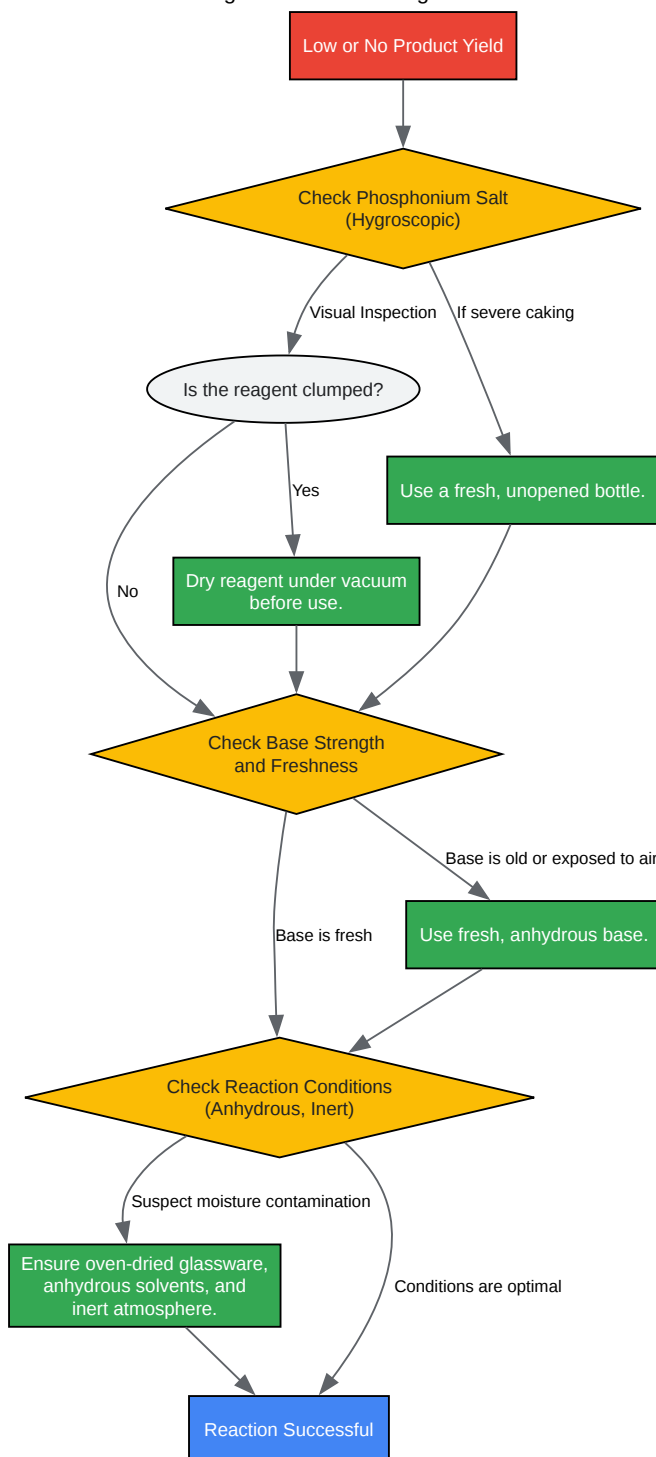 Low or No Product Yield
Check Phosphonium Salt
(Hygroscopic)
Visual Inspection
If severe caking
Is the reagent clumped?
Use a fresh, unopened bottle.
Yes
Dry reagent under vacuum
before use.
No
Check Base Strength
and Freshness
Base is old or exposed to air
Use fresh, anhydrous base.
Base is fresh
Check Reaction Conditions
(Anhydrous, Inert)
Suspect moisture contamination
Ensure oven-dried glassware,
anhydrous solvents, and
inert atmosphere.
Conditions are optimal
Reaction Successful